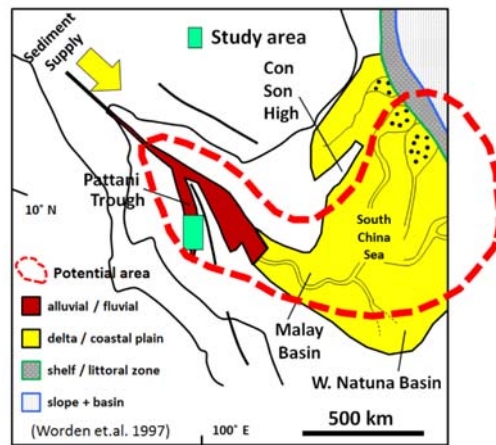 Sediment
Supply
Study area
Con
Son
High
Pattani
Trough
10° N
South
China
Sea
Potential area
alluvial / fluvial
Malay
Basin
delta / coastal plain
shelf / littoral zone
W. Natuna Basin
slope + basin
(Worden et.al. 1997)
100° E
500 km